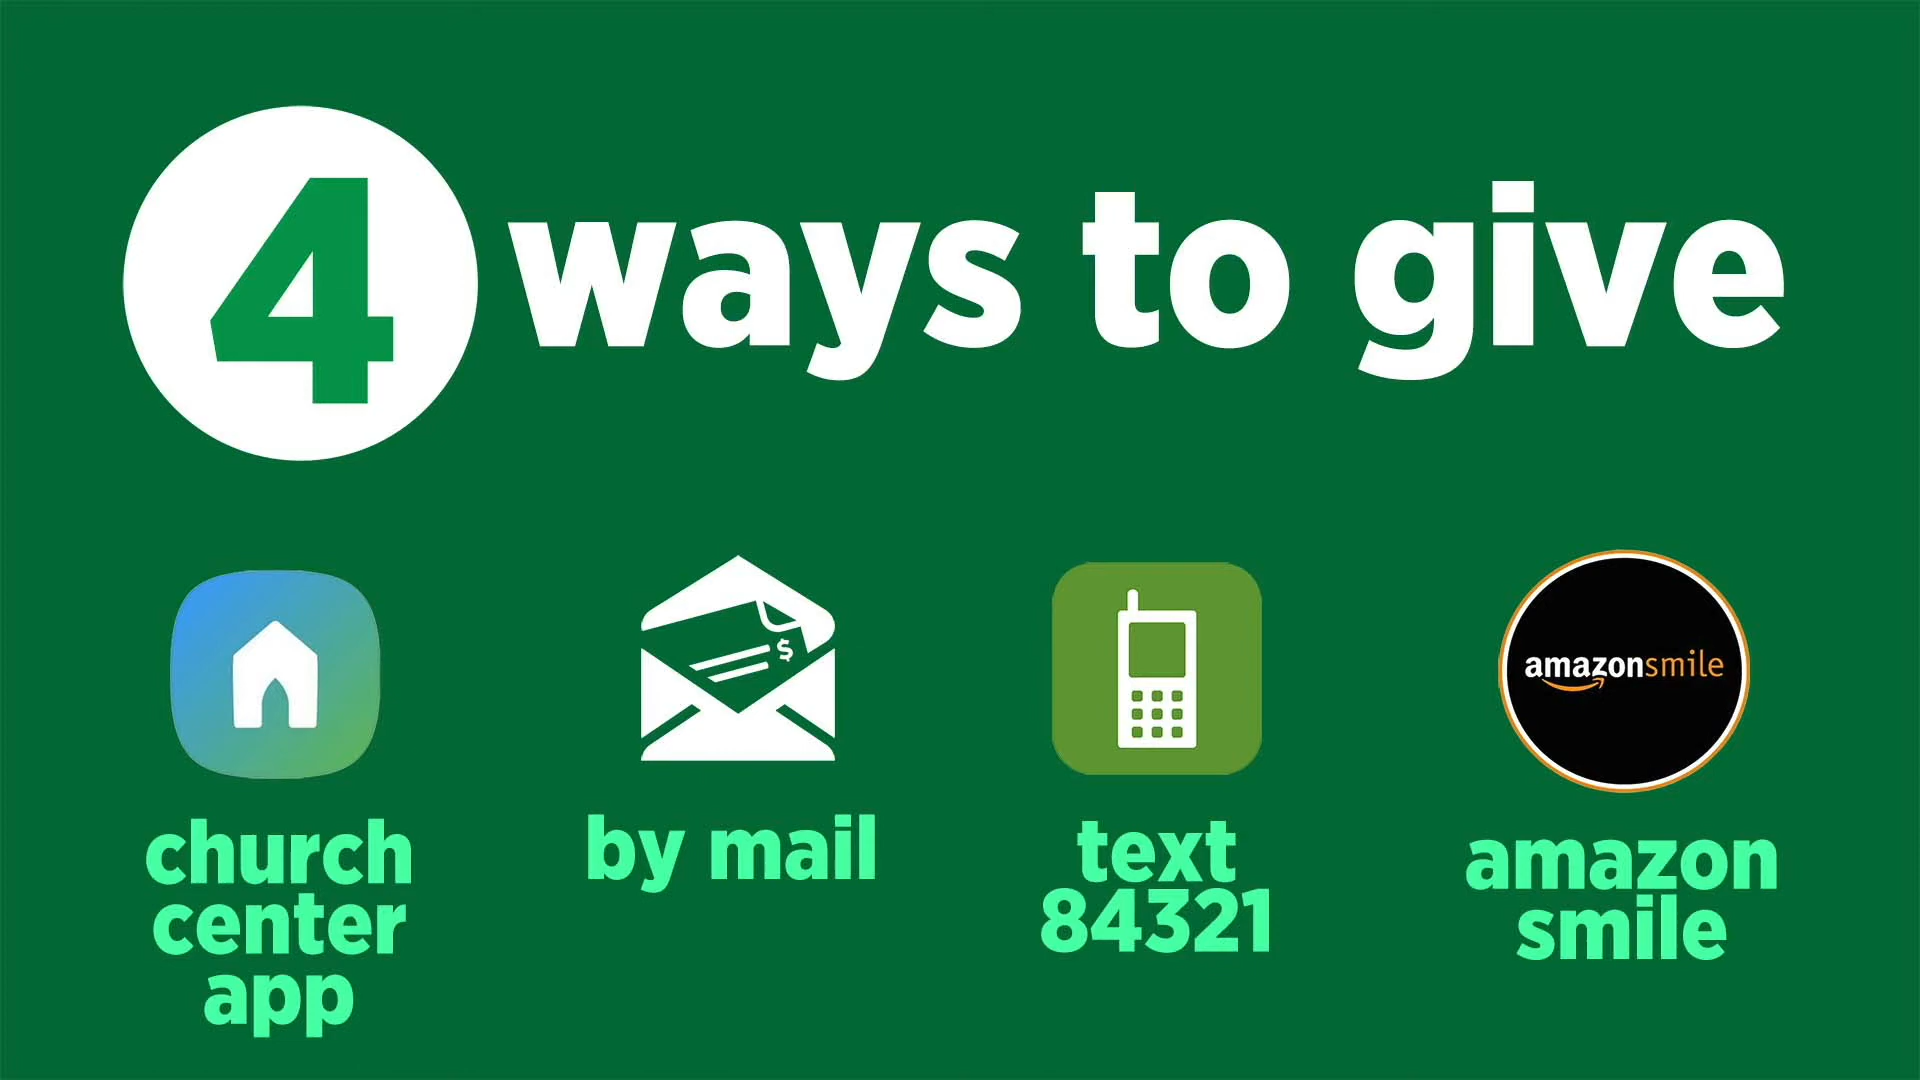 4 ways to give
$
amazonsmile
church
center
app
by mail
text
84321
amazon
smile